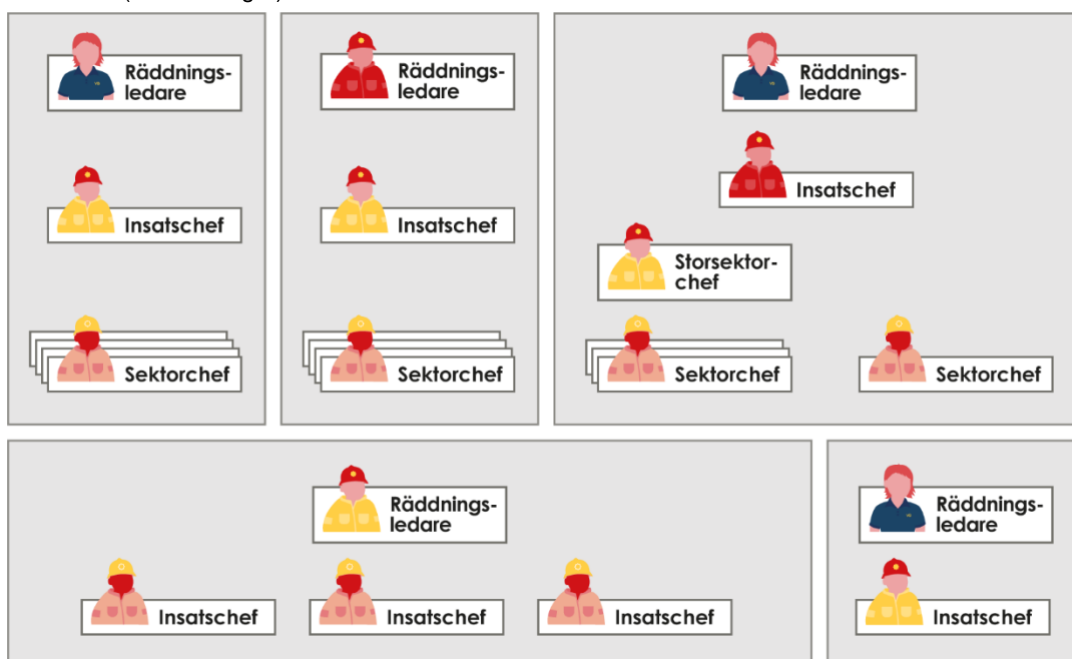 Räddnings-
ledare
Insatschef
Sektorchef
Räddnings-
ledare
Insatschef
Sektorchef
Räddnings-
ledare
Insatschef
Storsektor-
chef
Sektorchef
Sektorchef
Räddnings-
ledare
Insatschef
Insatschef
Insatschef
Räddnings-
ledare
Insatschef